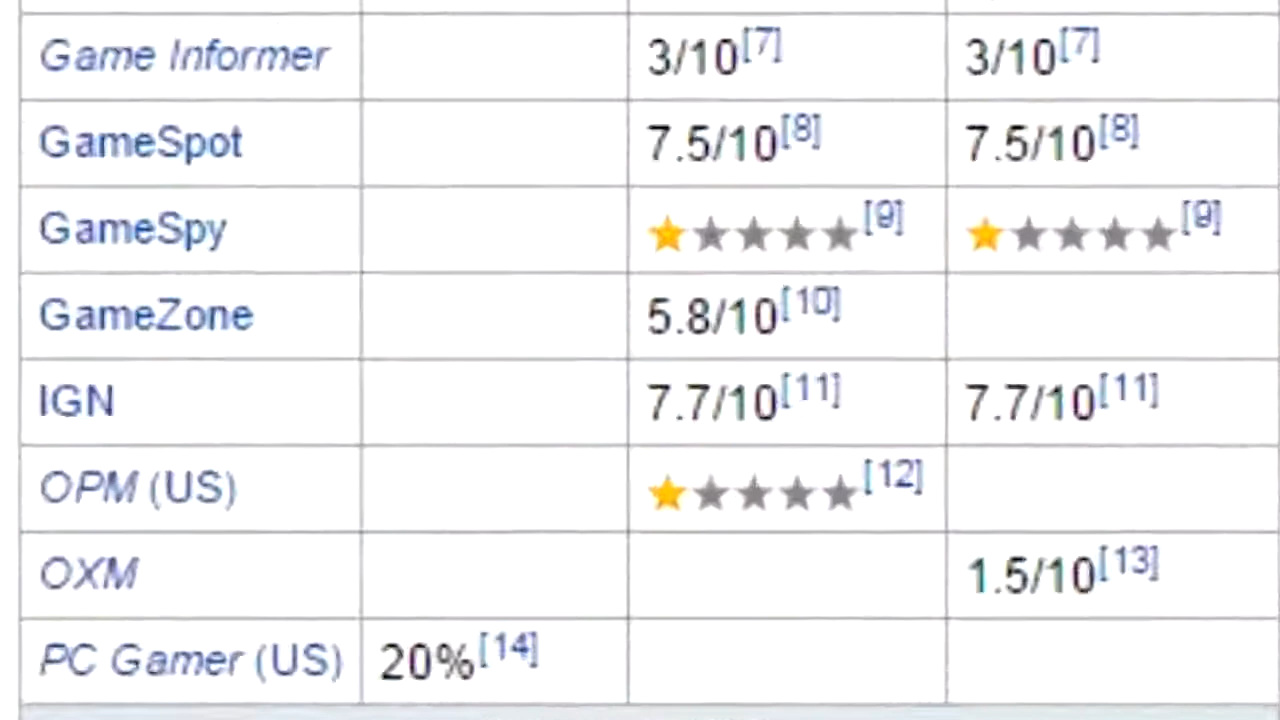 Game Informer 3/10[7] 3/10[7]
GameSpot 7.5/10[8] 7.5/10[8]
GameSpy [9] [9]
GameZone 5.8/10[10]
IGN 7.7/10[11] 7.7/10[11]
OPM (US) [12]
OXM 1.5/10[13]
PC Gamer (US) 20%[14]